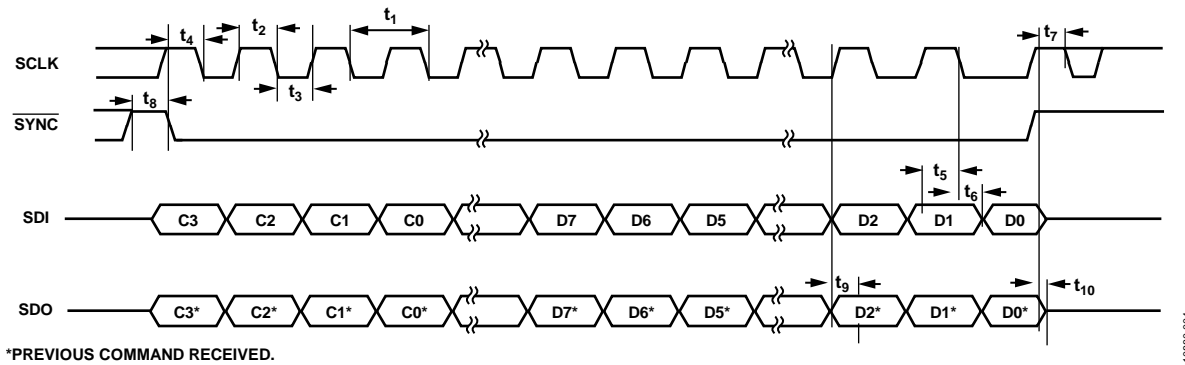 t1
t4 t2 t7
SCLK
t3
t8
SYNC
t5
t6
SDI C3 C2 C1 C0 D7 D6 D5 D2 D1 D0
t9 t10
SDO C3* C2* C1* C0* D7* D6* D5* D2* D1* D0*
*PREVIOUS COMMAND RECEIVED.